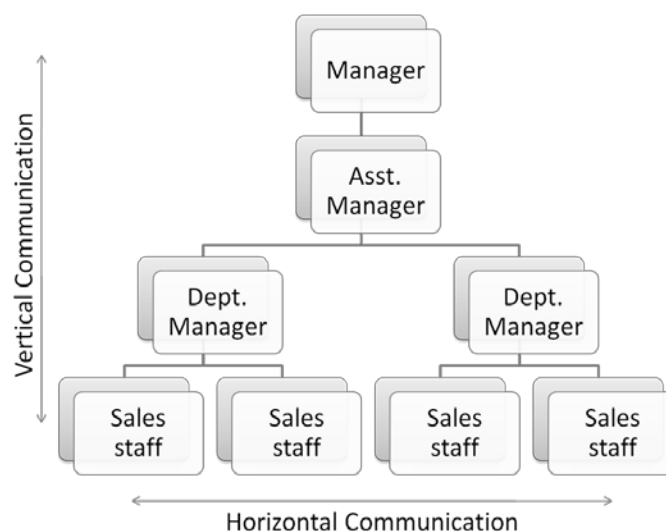 Manager
Asst.
Manager
Dept.
Manager
Dept.
Manager
Sales
staff
Sales
staff
Sales
staff
Sales
staff
Vertical Communication
Horizontal Communication